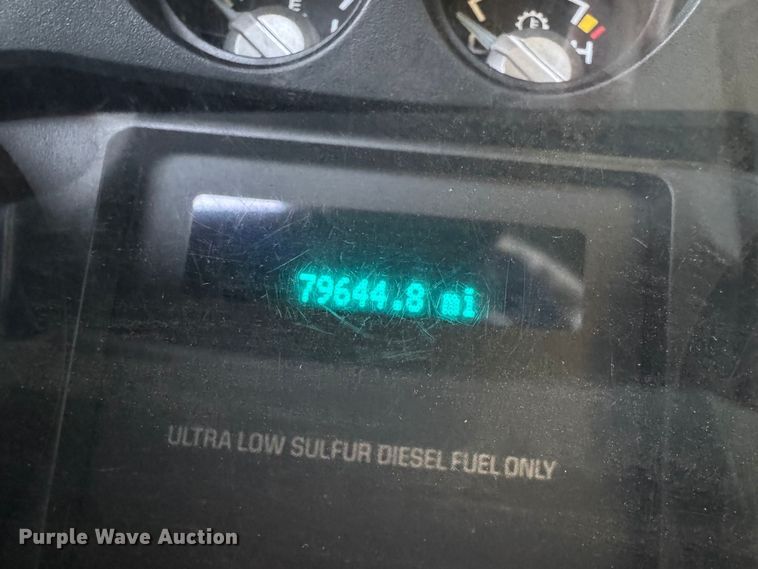 E
E H
79644.8 mi
ULTRA LOW SULFUR DIESEL FUEL ONLY
Purple Wave Auction